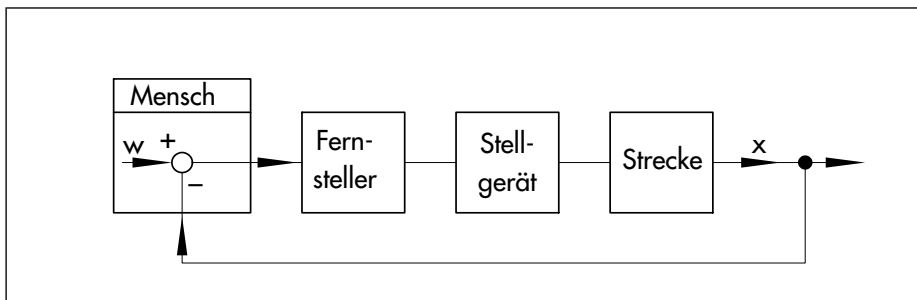 Mensch
w
+
−
Fern-
steller
Stell-
gerät
Strecke
x